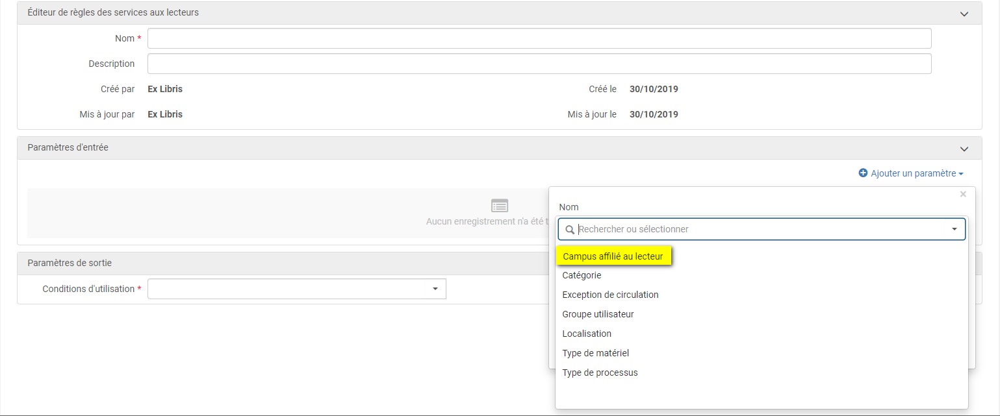 Éditeur de règles des services aux lecteurs
Nom *
Description
Créé par Ex Libris Créé le 30/10/2019
Mis à jour par Ex Libris Mis à jour le 30/10/2019
Paramètres d'entrée
Ajouter un paramètre
Aucun enregistrement n'a été
Nom
Rechercher ou sélectionner
Campus affilié au lecteur
Catégorie
Exception de circulation
Groupe utilisateur
Localisation
Type de matériel
Type de processus
Paramètres de sortie
Conditions d'utilisation *